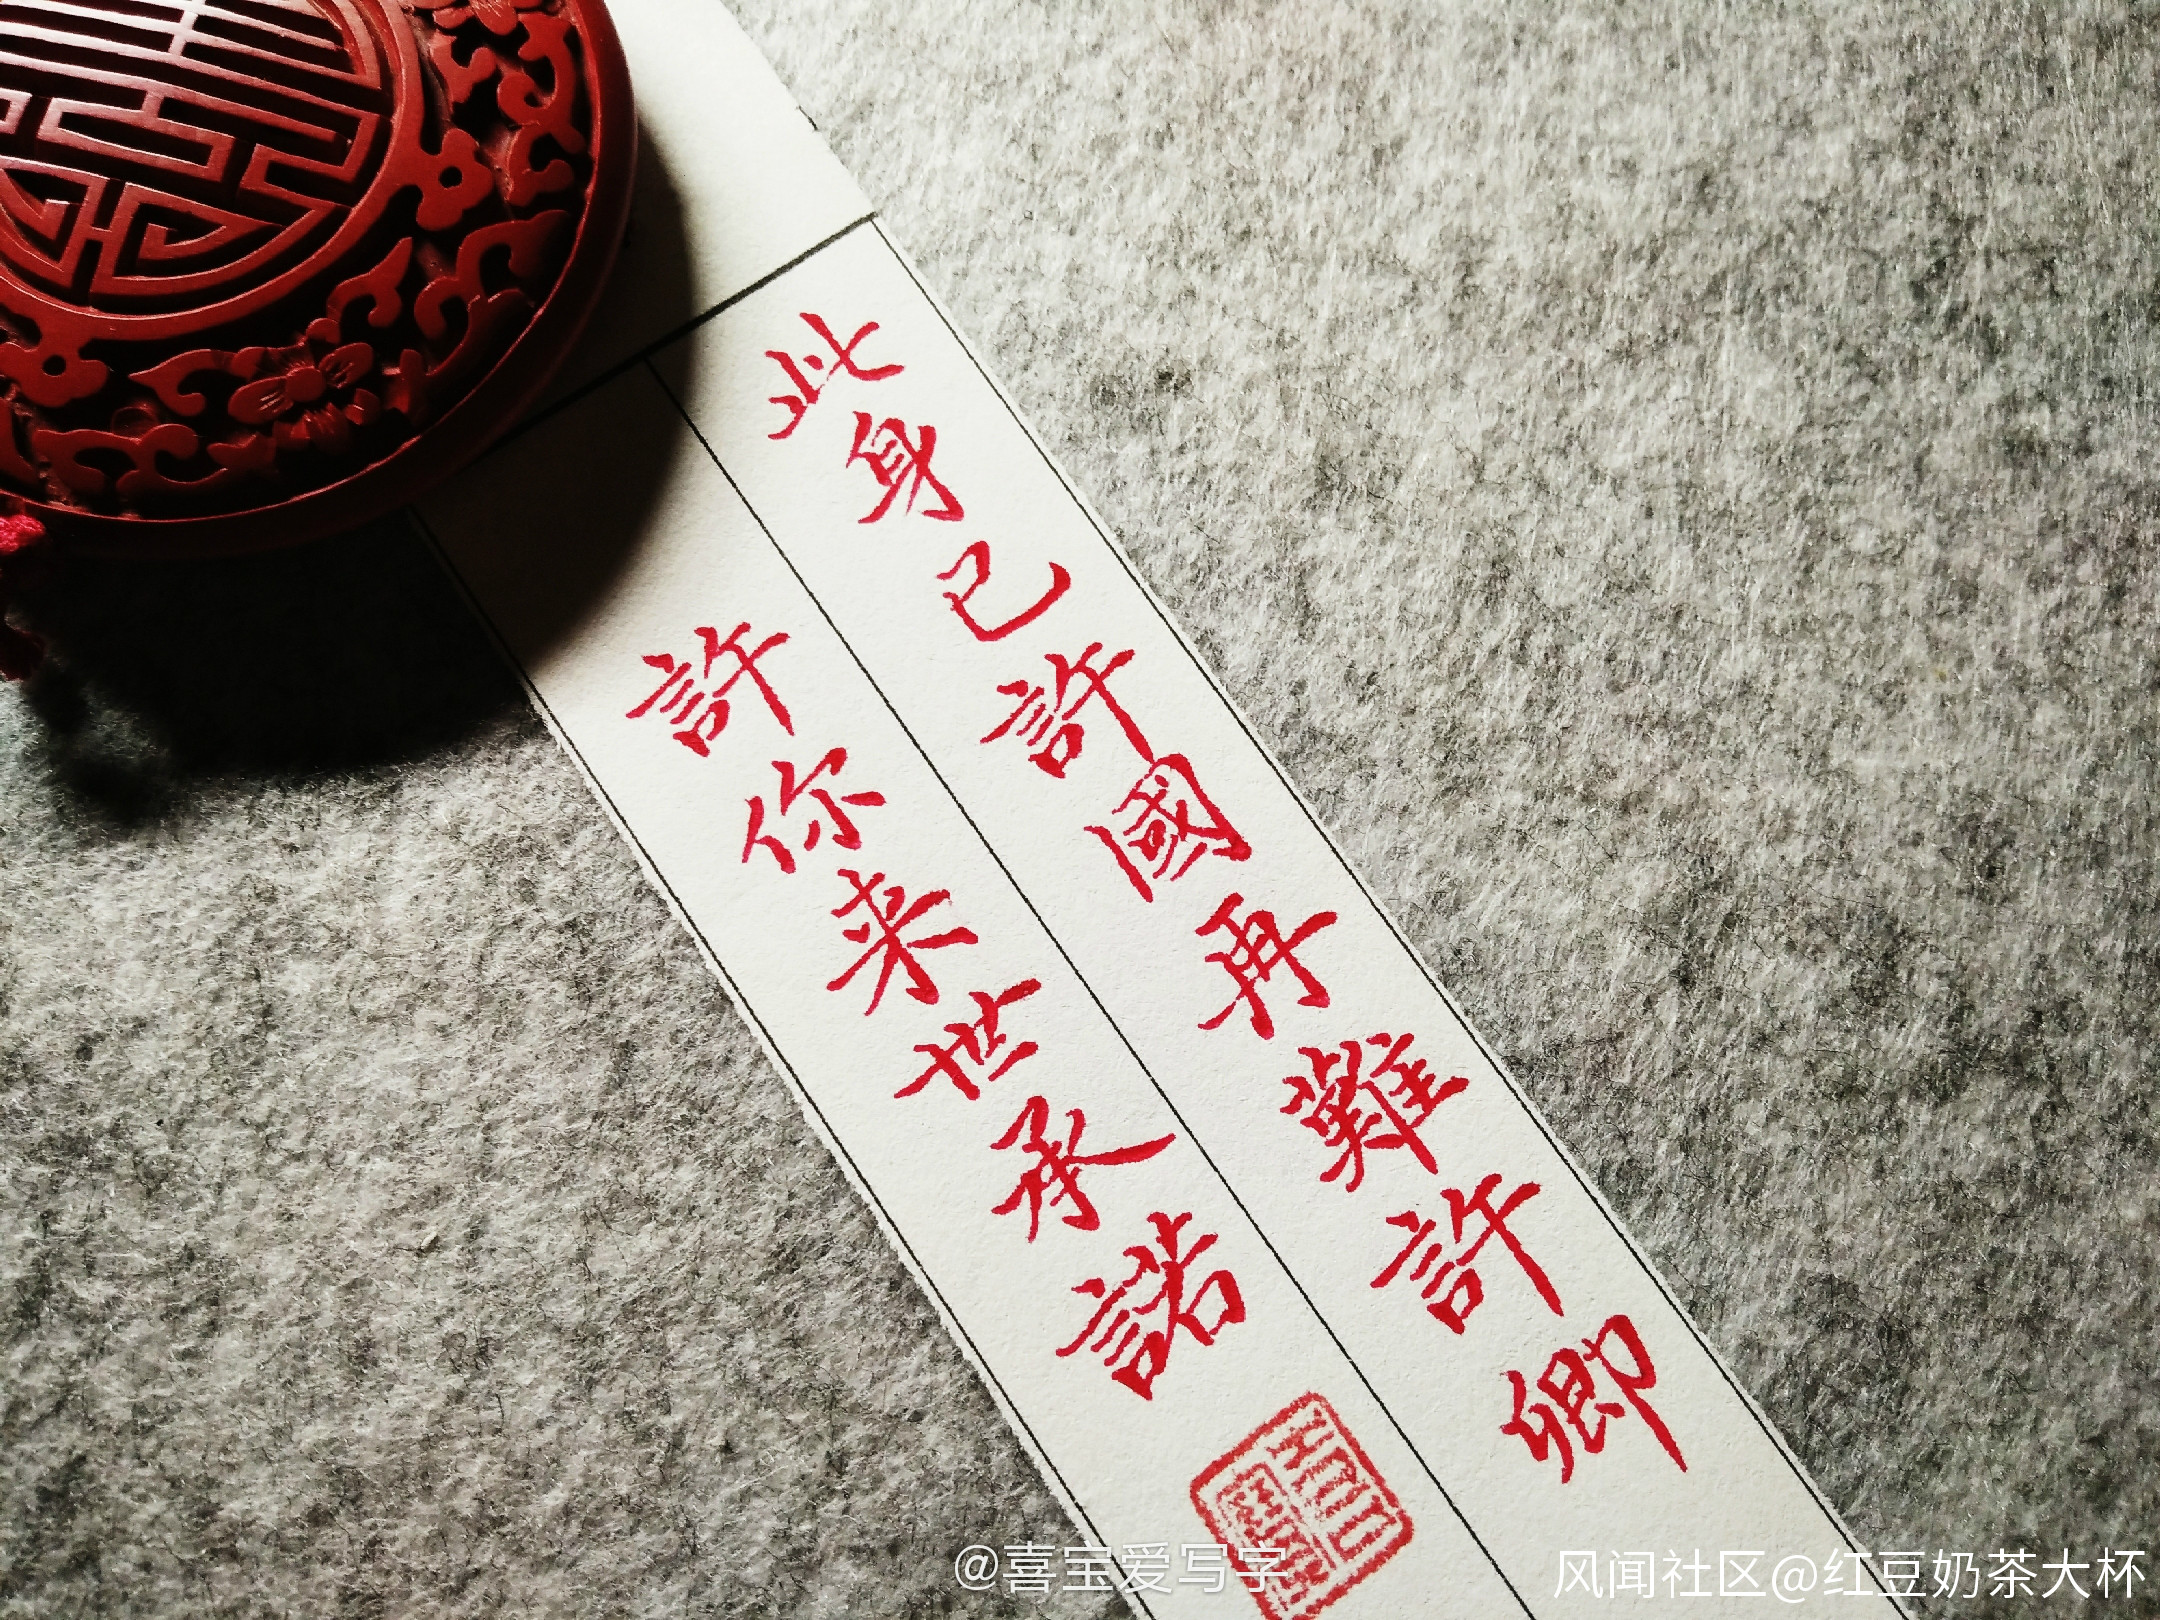 此身已許國再難許卿
許你来世承諾
@喜宝爱写字
风闻社区@红豆奶茶大杯